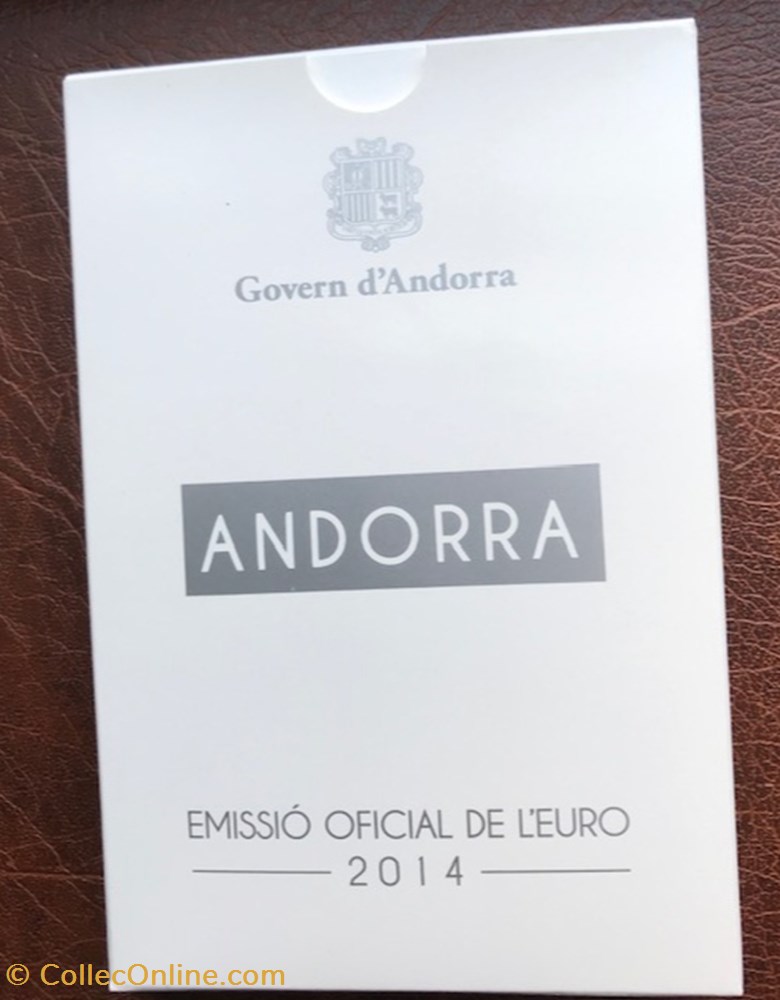 Govern d'Andorra
ANDORRA
EMISSIÓ OFICIAL DE L'EURO
2014
© CollecOnline.com